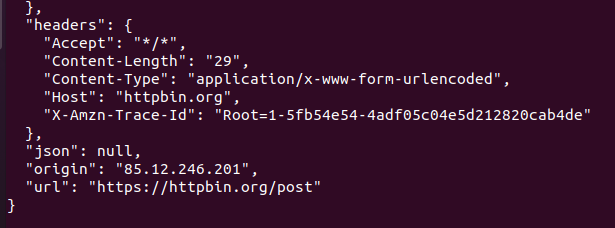 },
"headers": {
"Accept": "*/*",
"Content-Length": "29",
"Content-Type": "application/x-www-form-urlencoded",
"Host": "httpbin.org",
"X-Amzn-Trace-Id": "Root=1-5fb54e54-4adf05c04e5d212820cab4de"
},
"json": null,
"origin": "85.12.246.201",
"url": "https://httpbin.org/post"
}